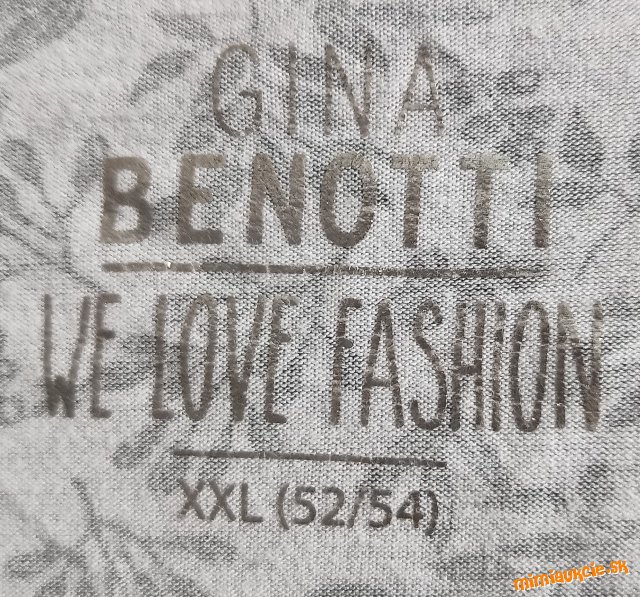 GINA
BENOTTI
WE LOVE FASHION
XXL (52/54)
mimiaukcie.sk